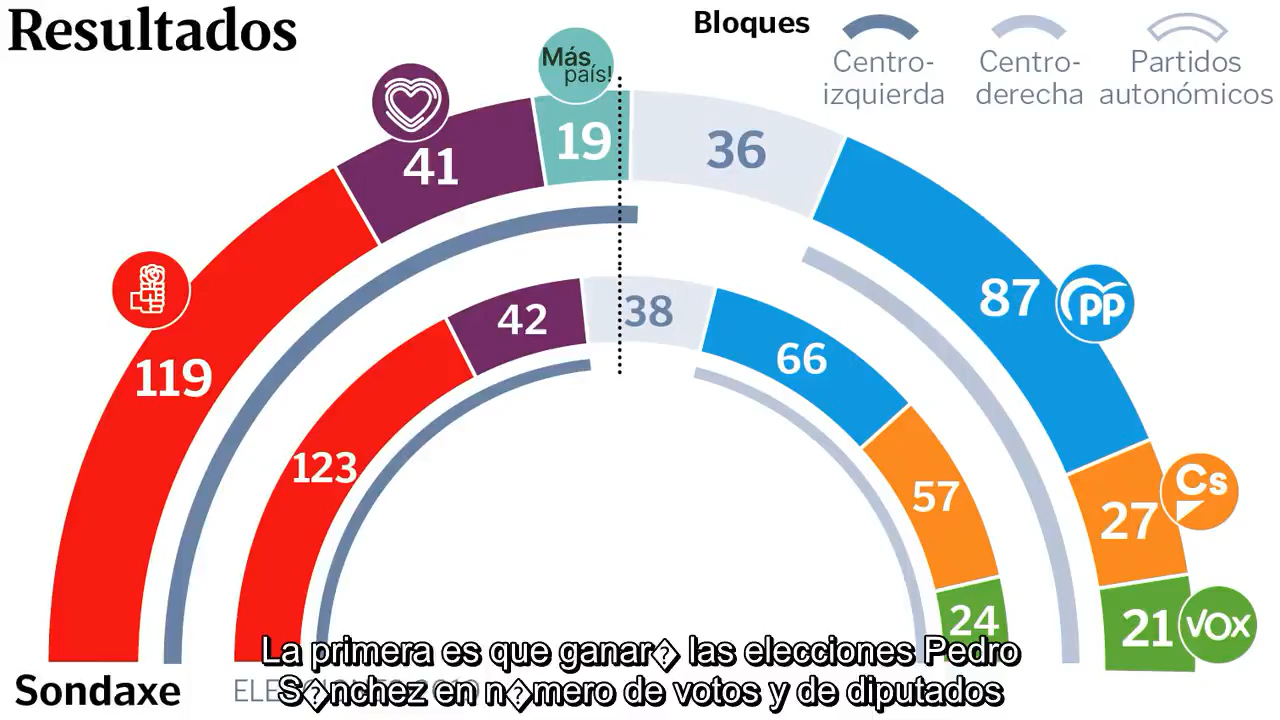 Resultados
Bloques
Centro-
izquierda
Centro-
derecha
Partidos
autonómicos
Más
país!
119
41
19
36
87
pp
27
Cs
21
VOX
123
42
38
66
57
24
Sondaxe
La primera es que ganar� las elecciones Pedro
S�nchez en n�mero de votos y de diputados